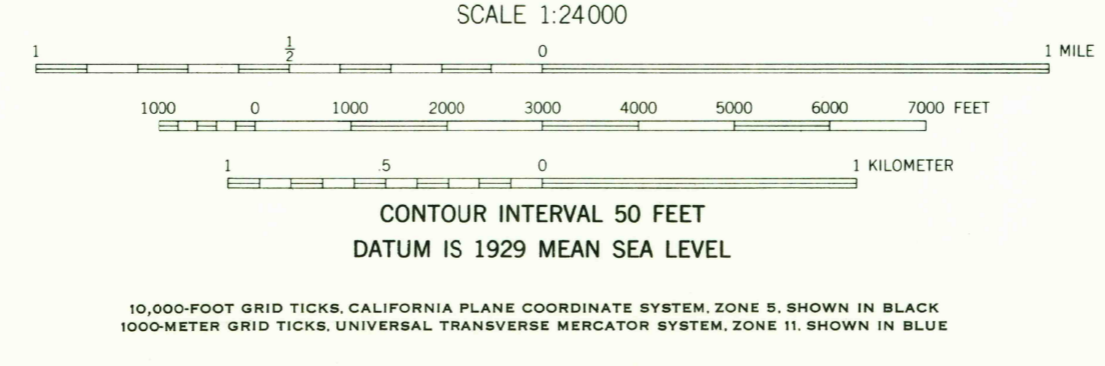 SCALE 1:24000
1 ½ 0 1 MILE
1000 0 1000 2000 3000 4000 5000 6000 7000 FEET
1 .5 0 1 KILOMETER
CONTOUR INTERVAL 50 FEET
DATUM IS 1929 MEAN SEA LEVEL
10,000-FOOT GRID TICKS, CALIFORNIA PLANE COORDINATE SYSTEM, ZONE 5, SHOWN IN BLACK
1000-METER GRID TICKS, UNIVERSAL TRANSVERSE MERCATOR SYSTEM, ZONE 11, SHOWN IN BLUE